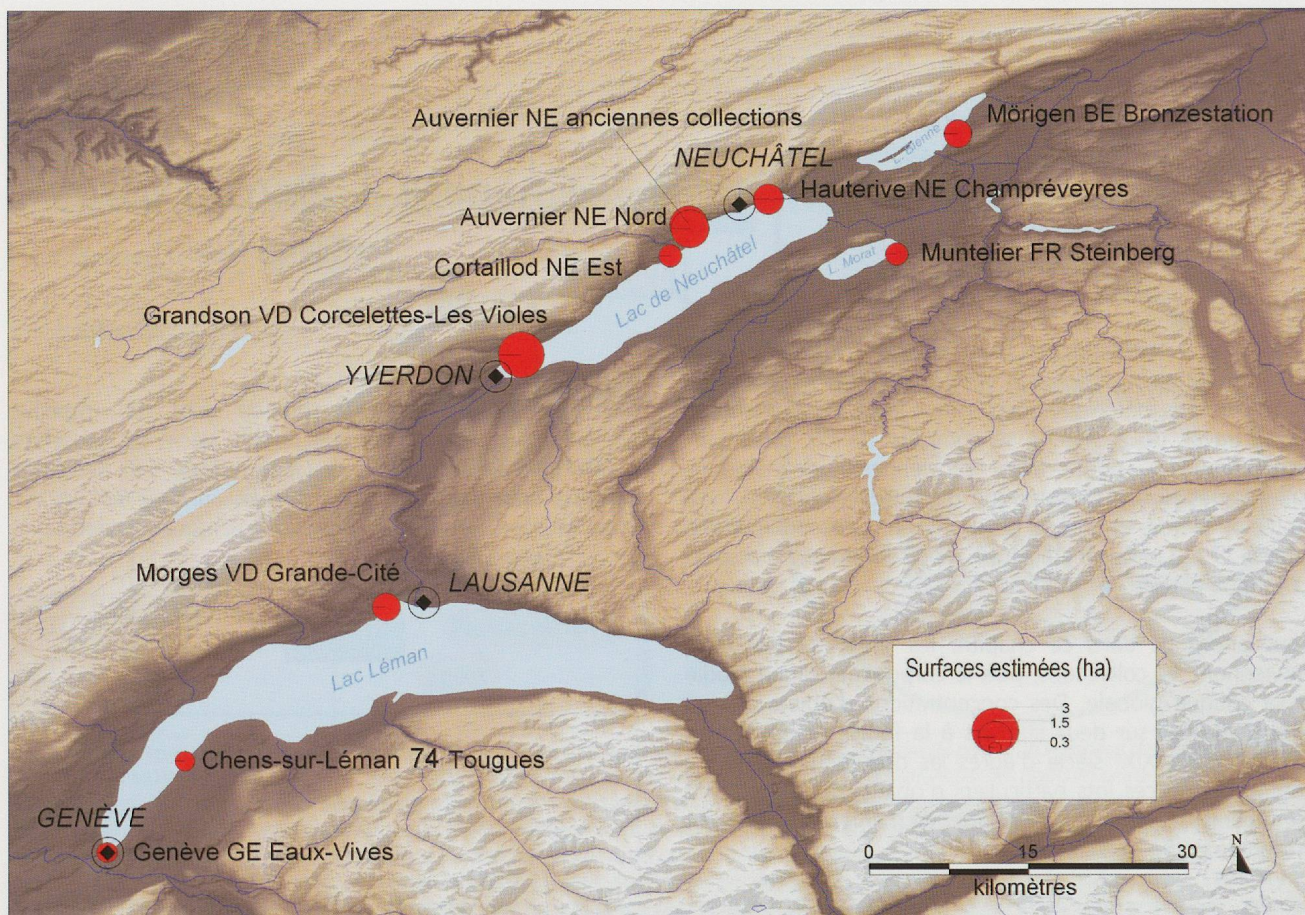 Auvernier NE anciennes collections
Mörigen BE Bronzestation
L. Bienne
NEUCHÂTEL
Hauterive NE Champréveyres
Auvernier NE Nord
Cortaillod NE Est
Lac de Neuchâtel
L. Morat
Muntelier FR Steinberg
Grandson VD Corcelettes-Les Violes
YVERDON
Morges VD Grande-Cité
LAUSANNE
Lac Léman
Surfaces estimées (ha)
3
1.5
0.3
Chens-sur-Léman 74 Tougues
GENÈVE
Genève GE Eaux-Vives
0
15
30
kilomètres
N